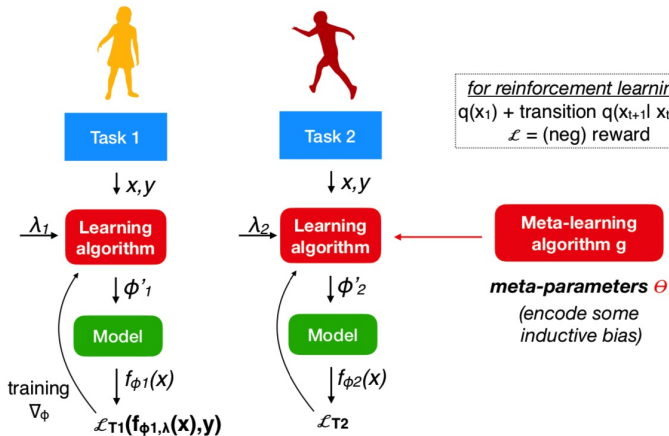 Task 1
x,y
λ1
Learning
algorithm
ϕ'1
Model
fϕ1(x)
training
∇ϕ
ℒT1(fϕ1,λ(x),y)
Task 2
x,y
λ2
Learning
algorithm
ϕ'2
Model
fϕ2(x)
ℒT2
for reinforcement learnin
q(x1) + transition q(xt+1| xt
ℒ = (neg) reward
Meta-learning
algorithm g
meta-parameters Θ
(encode some
inductive bias)